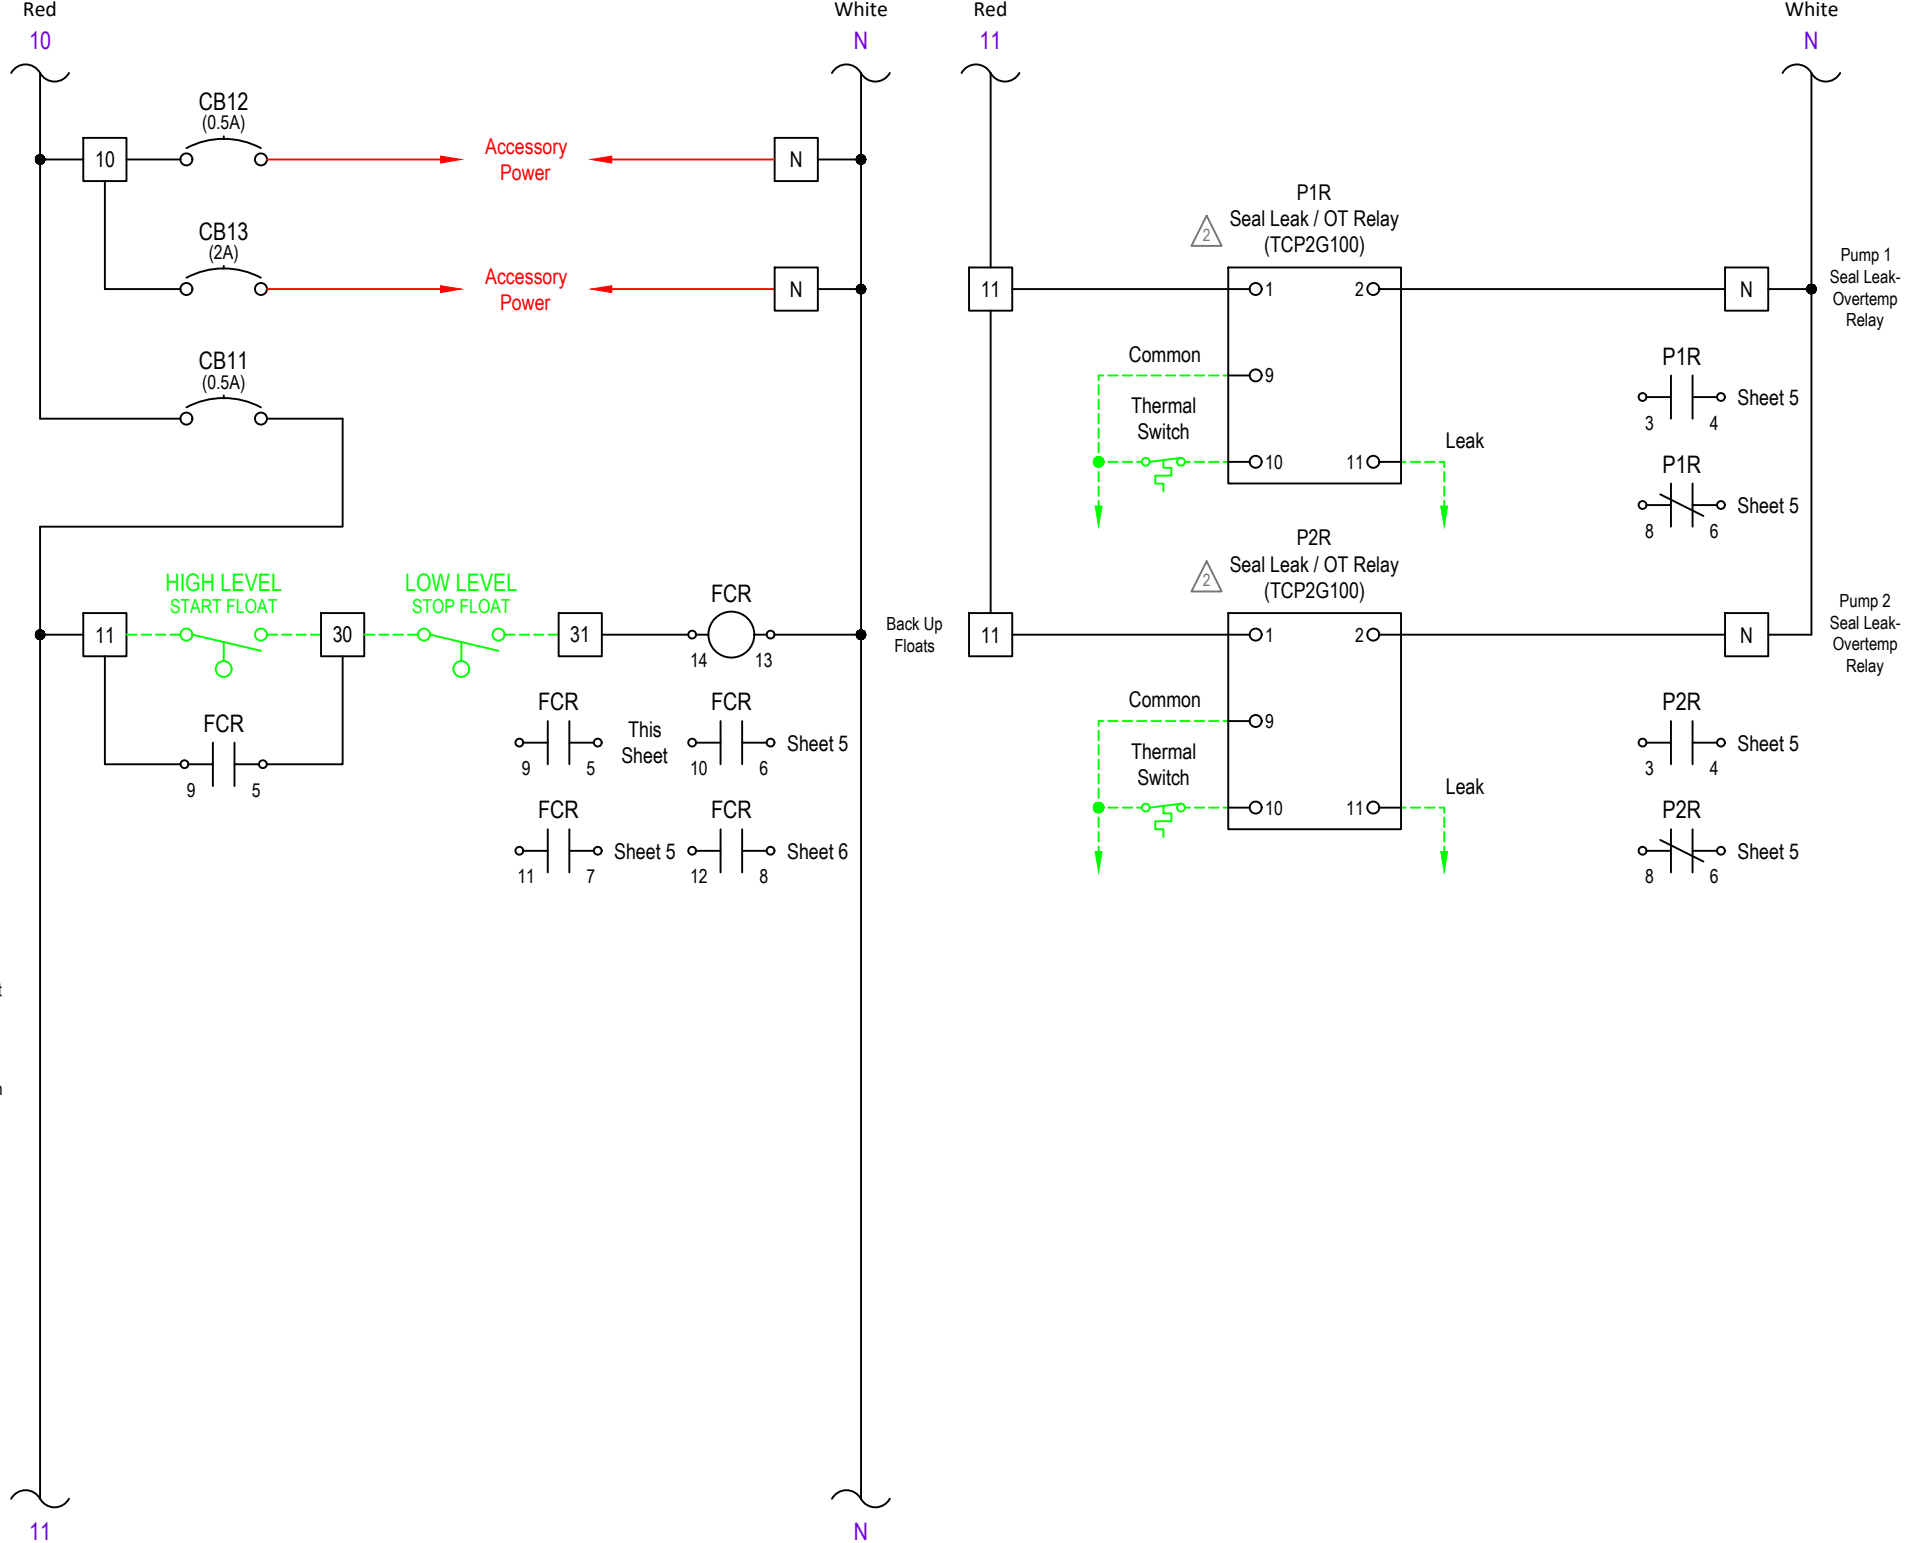 Red
10
White
N
Red
11
White
N
CB12
(0.5A)
10
Accessory
Power
N
CB13
(2A)
Accessory
Power
N
CB11
(0.5A)
HIGH LEVEL
START FLOAT
LOW LEVEL
STOP FLOAT
FCR
11
30
31
14
13
Back Up
Floats
FCR
9
5
FCR
9
5
This
Sheet
FCR
10
6
Sheet 5
FCR
11
7
Sheet 5
FCR
12
8
Sheet 6
11
N
P1R
Seal Leak / OT Relay
(TCP2G100)
2
11
1
2
N
Pump 1
Seal Leak-
Overtemp
Relay
Common
9
Thermal
Switch
10
11
Leak
P1R
3
4
Sheet 5
P1R
8
6
Sheet 5
P2R
Seal Leak / OT Relay
(TCP2G100)
2
11
1
2
N
Pump 2
Seal Leak-
Overtemp
Relay
Common
9
Thermal
Switch
10
11
Leak
P2R
3
4
Sheet 5
P2R
8
6
Sheet 5